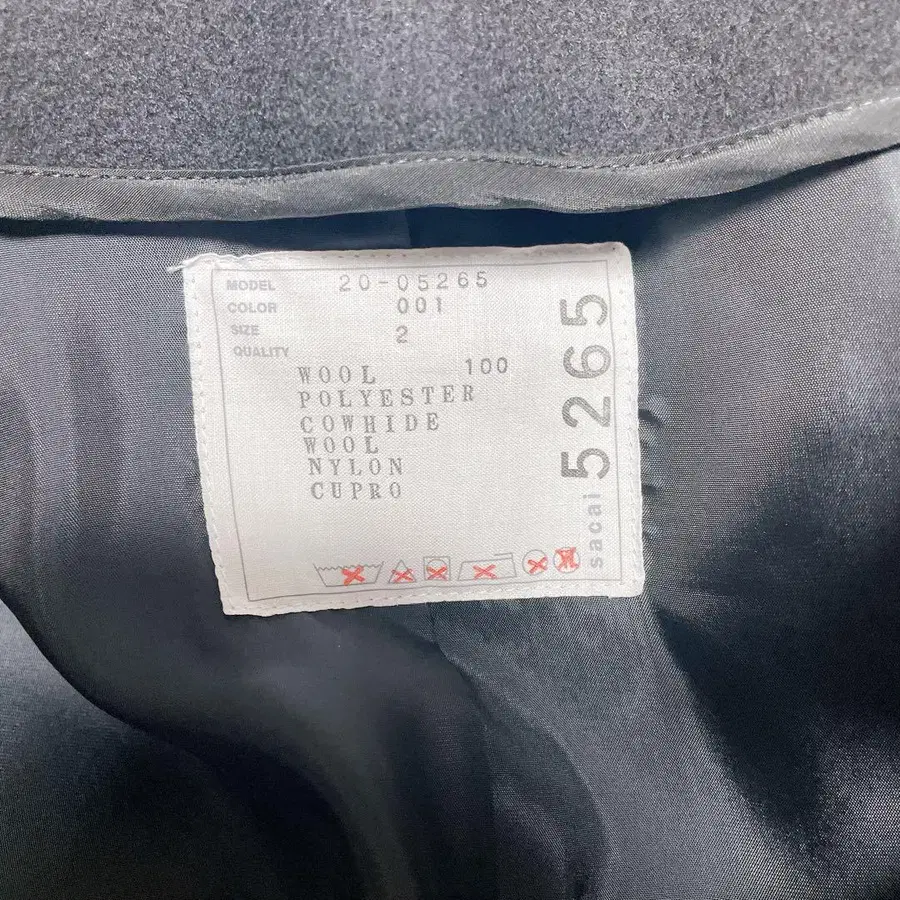 MODEL 20-05265
COLOR 001
SIZE 2
QUALITY
WOOL 100
POLYESTER
COWHIDE
WOOL
NYLON
CUPRO
sacai 5265